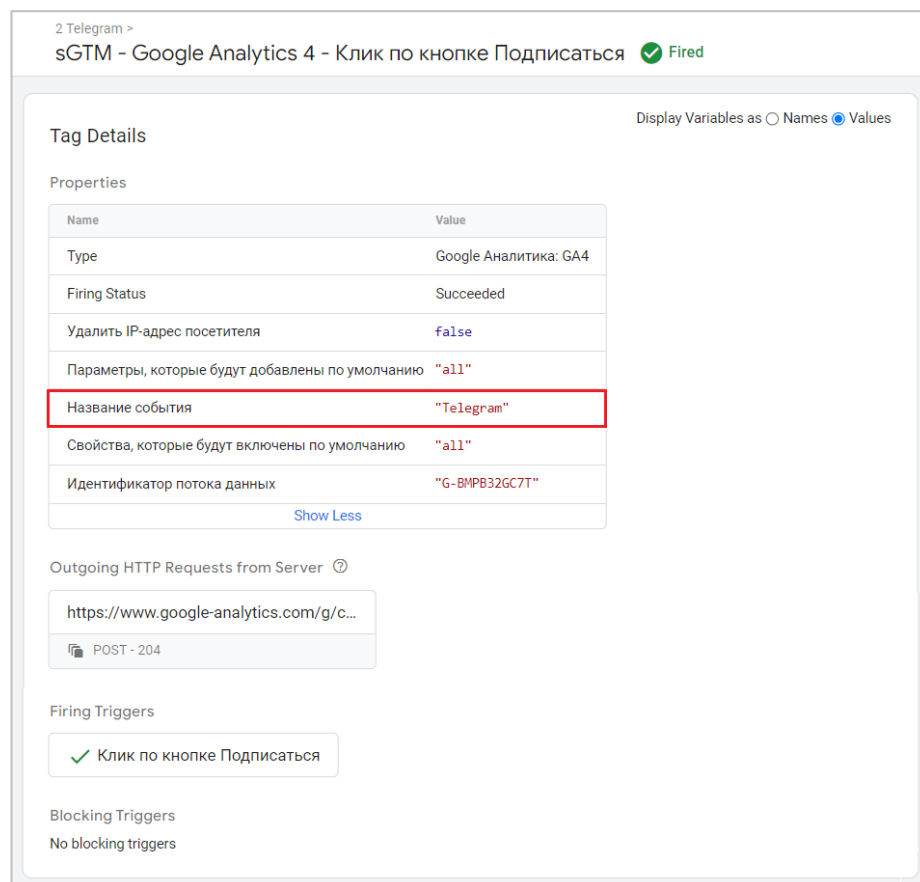 2 Telegram >
sGTM - Google Analytics 4 - Клик по кнопке Подписаться Fired
Display Variables as Names Values
Tag Details
Properties
Name Value
Type Google Аналитика: GA4
Firing Status Succeeded
Удалить IP-адрес посетителя false
Параметры, которые будут добавлены по умолчанию "all"
Название события "Telegram"
Свойства, которые будут включены по умолчанию "all"
Идентификатор потока данных "G-BMPB32GC7T"
Show Less
Outgoing HTTP Requests from Server ?
https://www.google-analytics.com/g/c...
POST - 204
Firing Triggers
Клик по кнопке Подписаться
Blocking Triggers
No blocking triggers